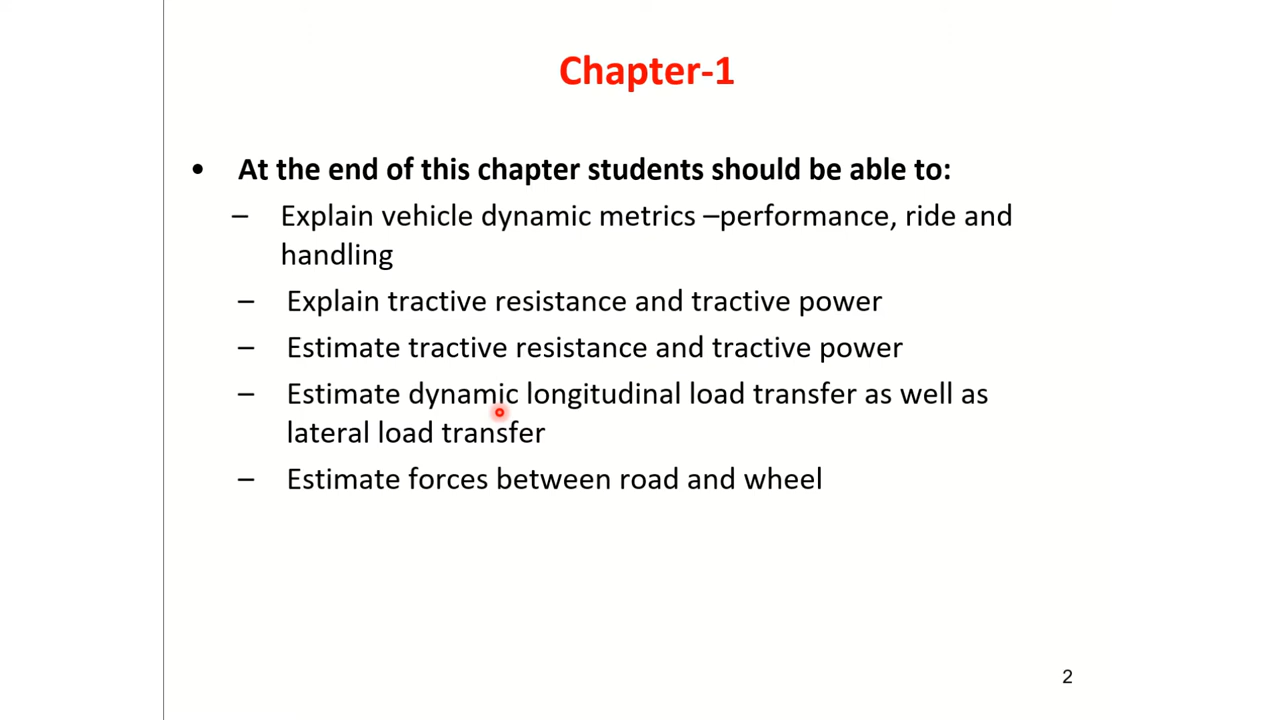 Chapter-1
• At the end of this chapter students should be able to:
– Explain vehicle dynamic metrics –performance, ride and
handling
– Explain tractive resistance and tractive power
– Estimate tractive resistance and tractive power
– Estimate dynamic longitudinal load transfer as well as
lateral load transfer
– Estimate forces between road and wheel
2